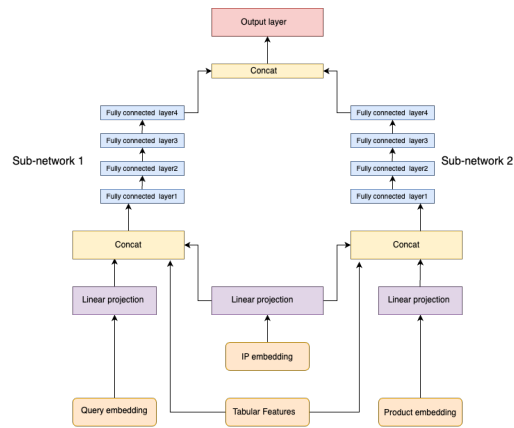 Output layer
Concat
Fully connected layer4
Fully connected layer4
Fully connected layer3
Fully connected layer3
Sub-network 1
Sub-network 2
Fully connected layer2
Fully connected layer2
Fully connected layer1
Fully connected layer1
Concat
Concat
Linear projection
Linear projection
Linear projection
IP embedding
Query embedding
Tabular Features
Product embedding